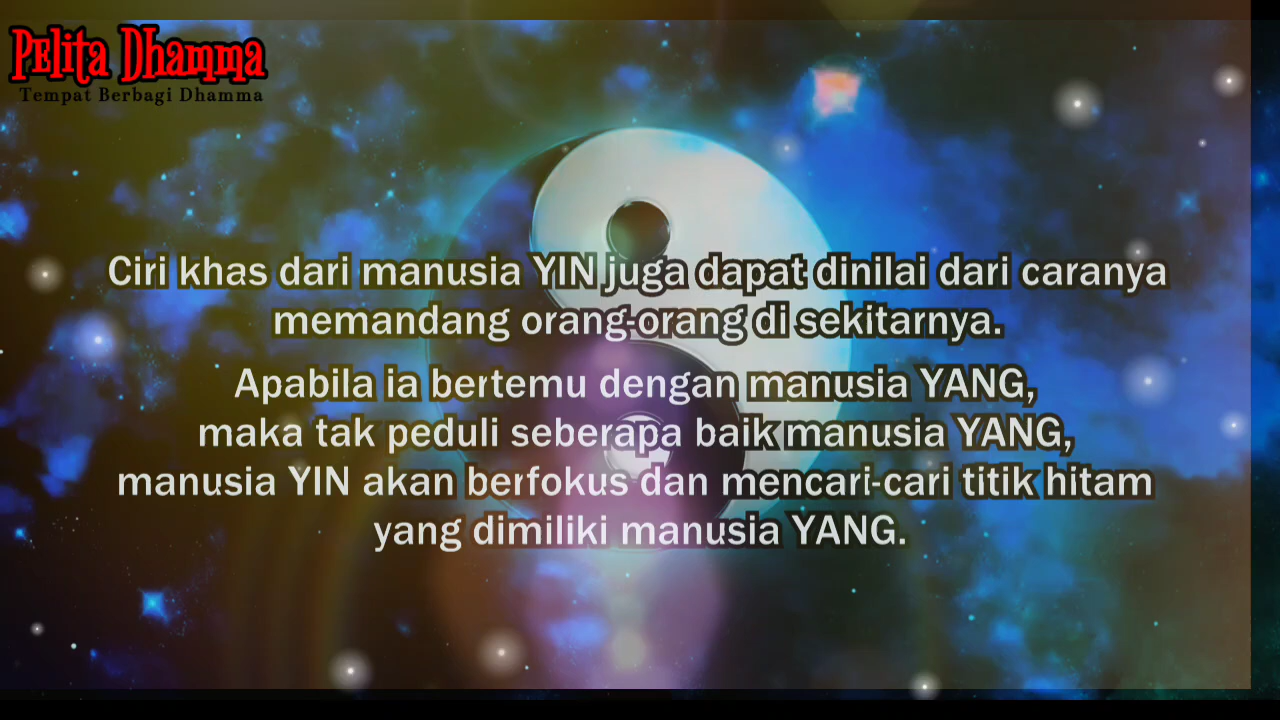 Pelita Dhamma
Tempat Berbagi Dhamma
Ciri khas dari manusia YIN juga dapat dinilai dari caranya
memandang orang-orang di sekitarnya.
Apabila ia bertemu dengan manusia YANG,
maka tak peduli seberapa baik manusia YANG,
manusia YIN akan berfokus dan mencari-cari titik hitam
yang dimiliki manusia YANG.